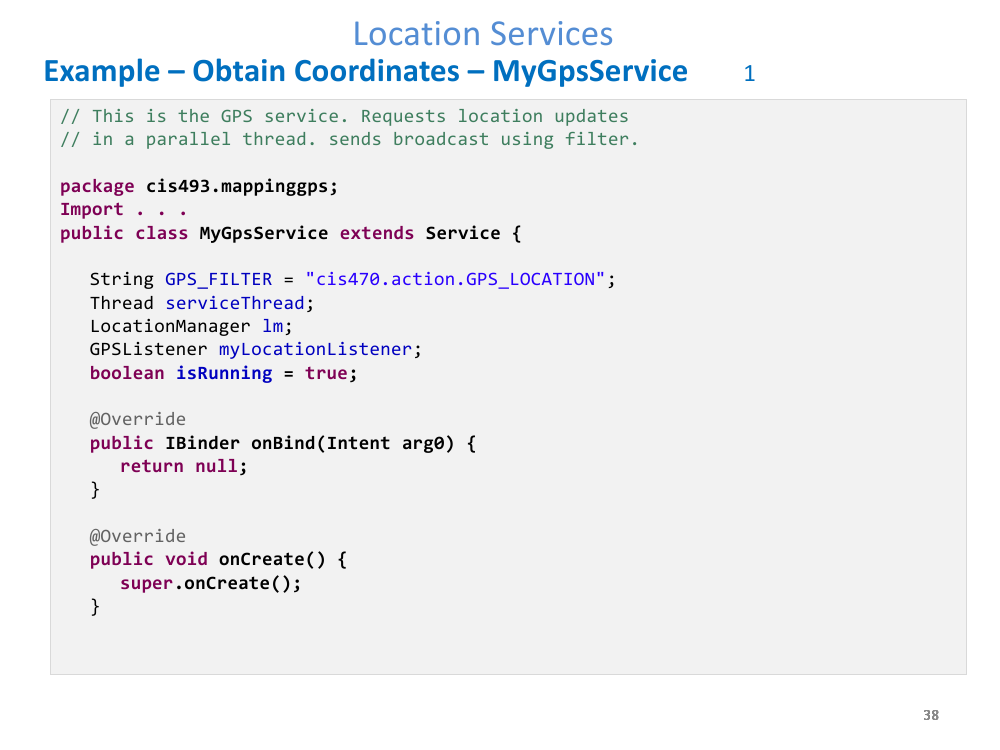 Location Services
Example – Obtain Coordinates – MyGpsService 1
// This is the GPS service. Requests location updates
// in a parallel thread. sends broadcast using filter.
package cis493.mappinggps;
Import . . .
public class MyGpsService extends Service {
String GPS_FILTER = "cis470.action.GPS_LOCATION";
Thread serviceThread;
LocationManager lm;
GPSListener myLocationListener;
boolean isRunning = true;
@Override
public IBinder onBind(Intent arg0) {
return null;
}
@Override
public void onCreate() {
super.onCreate();
}
38